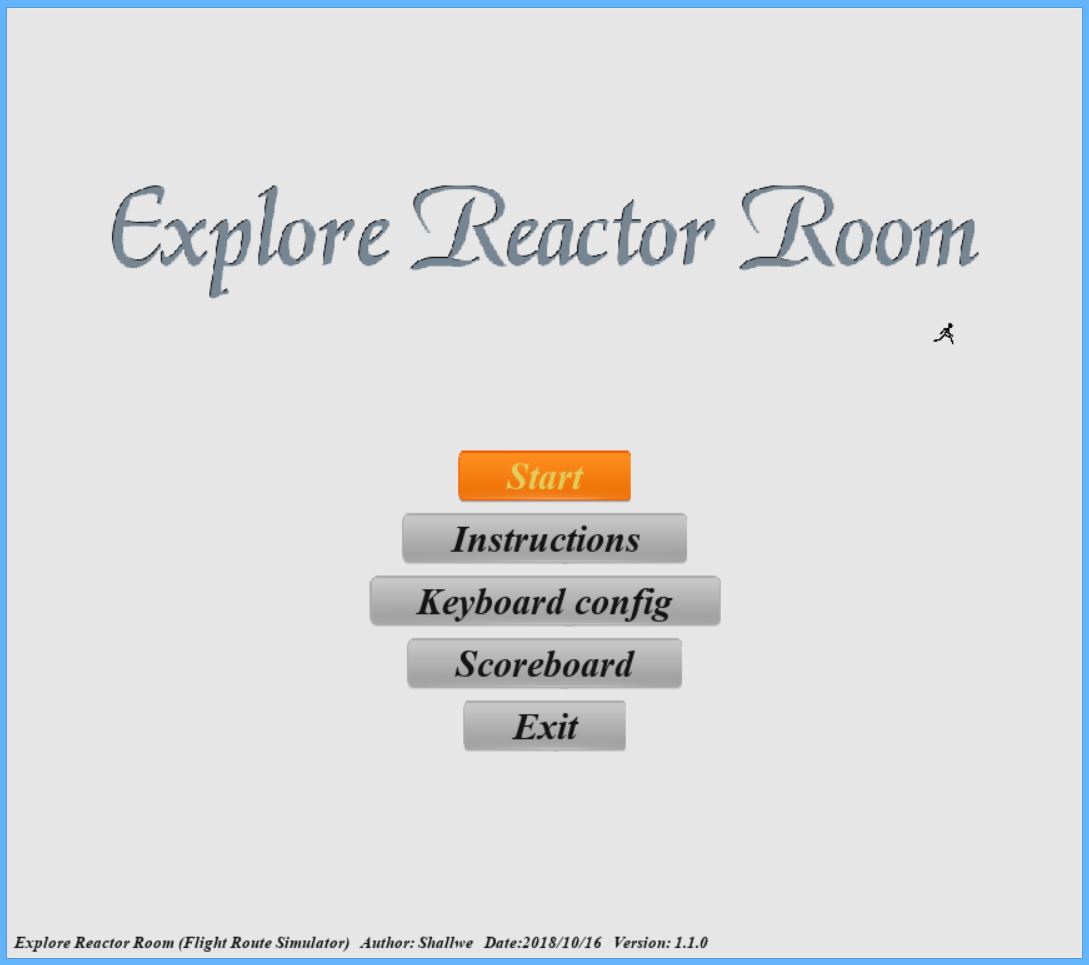 Explore Reactor Room
Start
Instructions
Keyboard config
Scoreboard
Exit
Explore Reactor Room (Flight Route Simulator)  Author: Shallwe  Date:2018/10/16  Version: 1.1.0